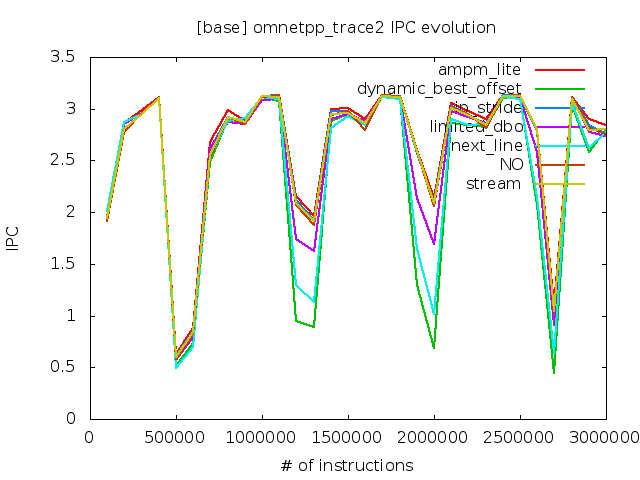 [base] omnetpp_trace2 IPC evolution
3.5
3
2.5
2
1.5
1
0.5
0
IPC
0 500000 1000000 1500000 2000000 2500000 3000000
# of instructions
ampm_lite
dynamic_best_offset
ip_stride
limited_dbo
next_line
NO
stream